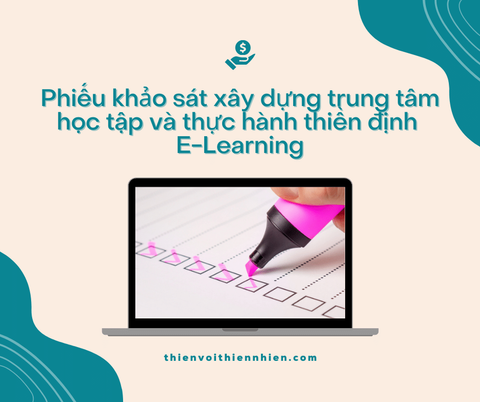 Phiếu khảo sát xây dựng trung tâm
học tập và thực hành thiền định
E-Learning
thienvoithiennhien.com